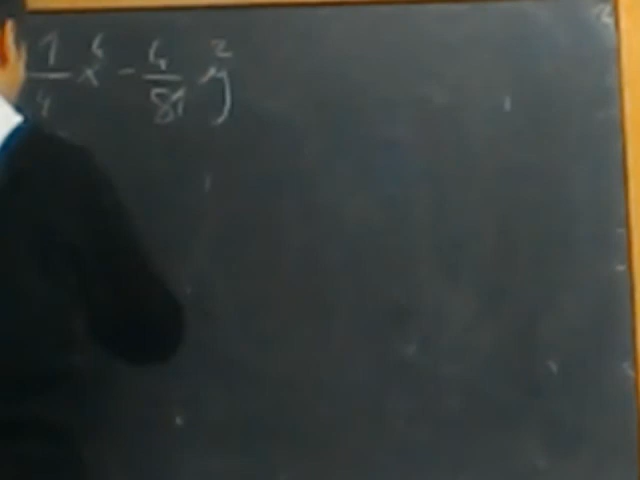 1/4 x⁴ - 4/81 y²